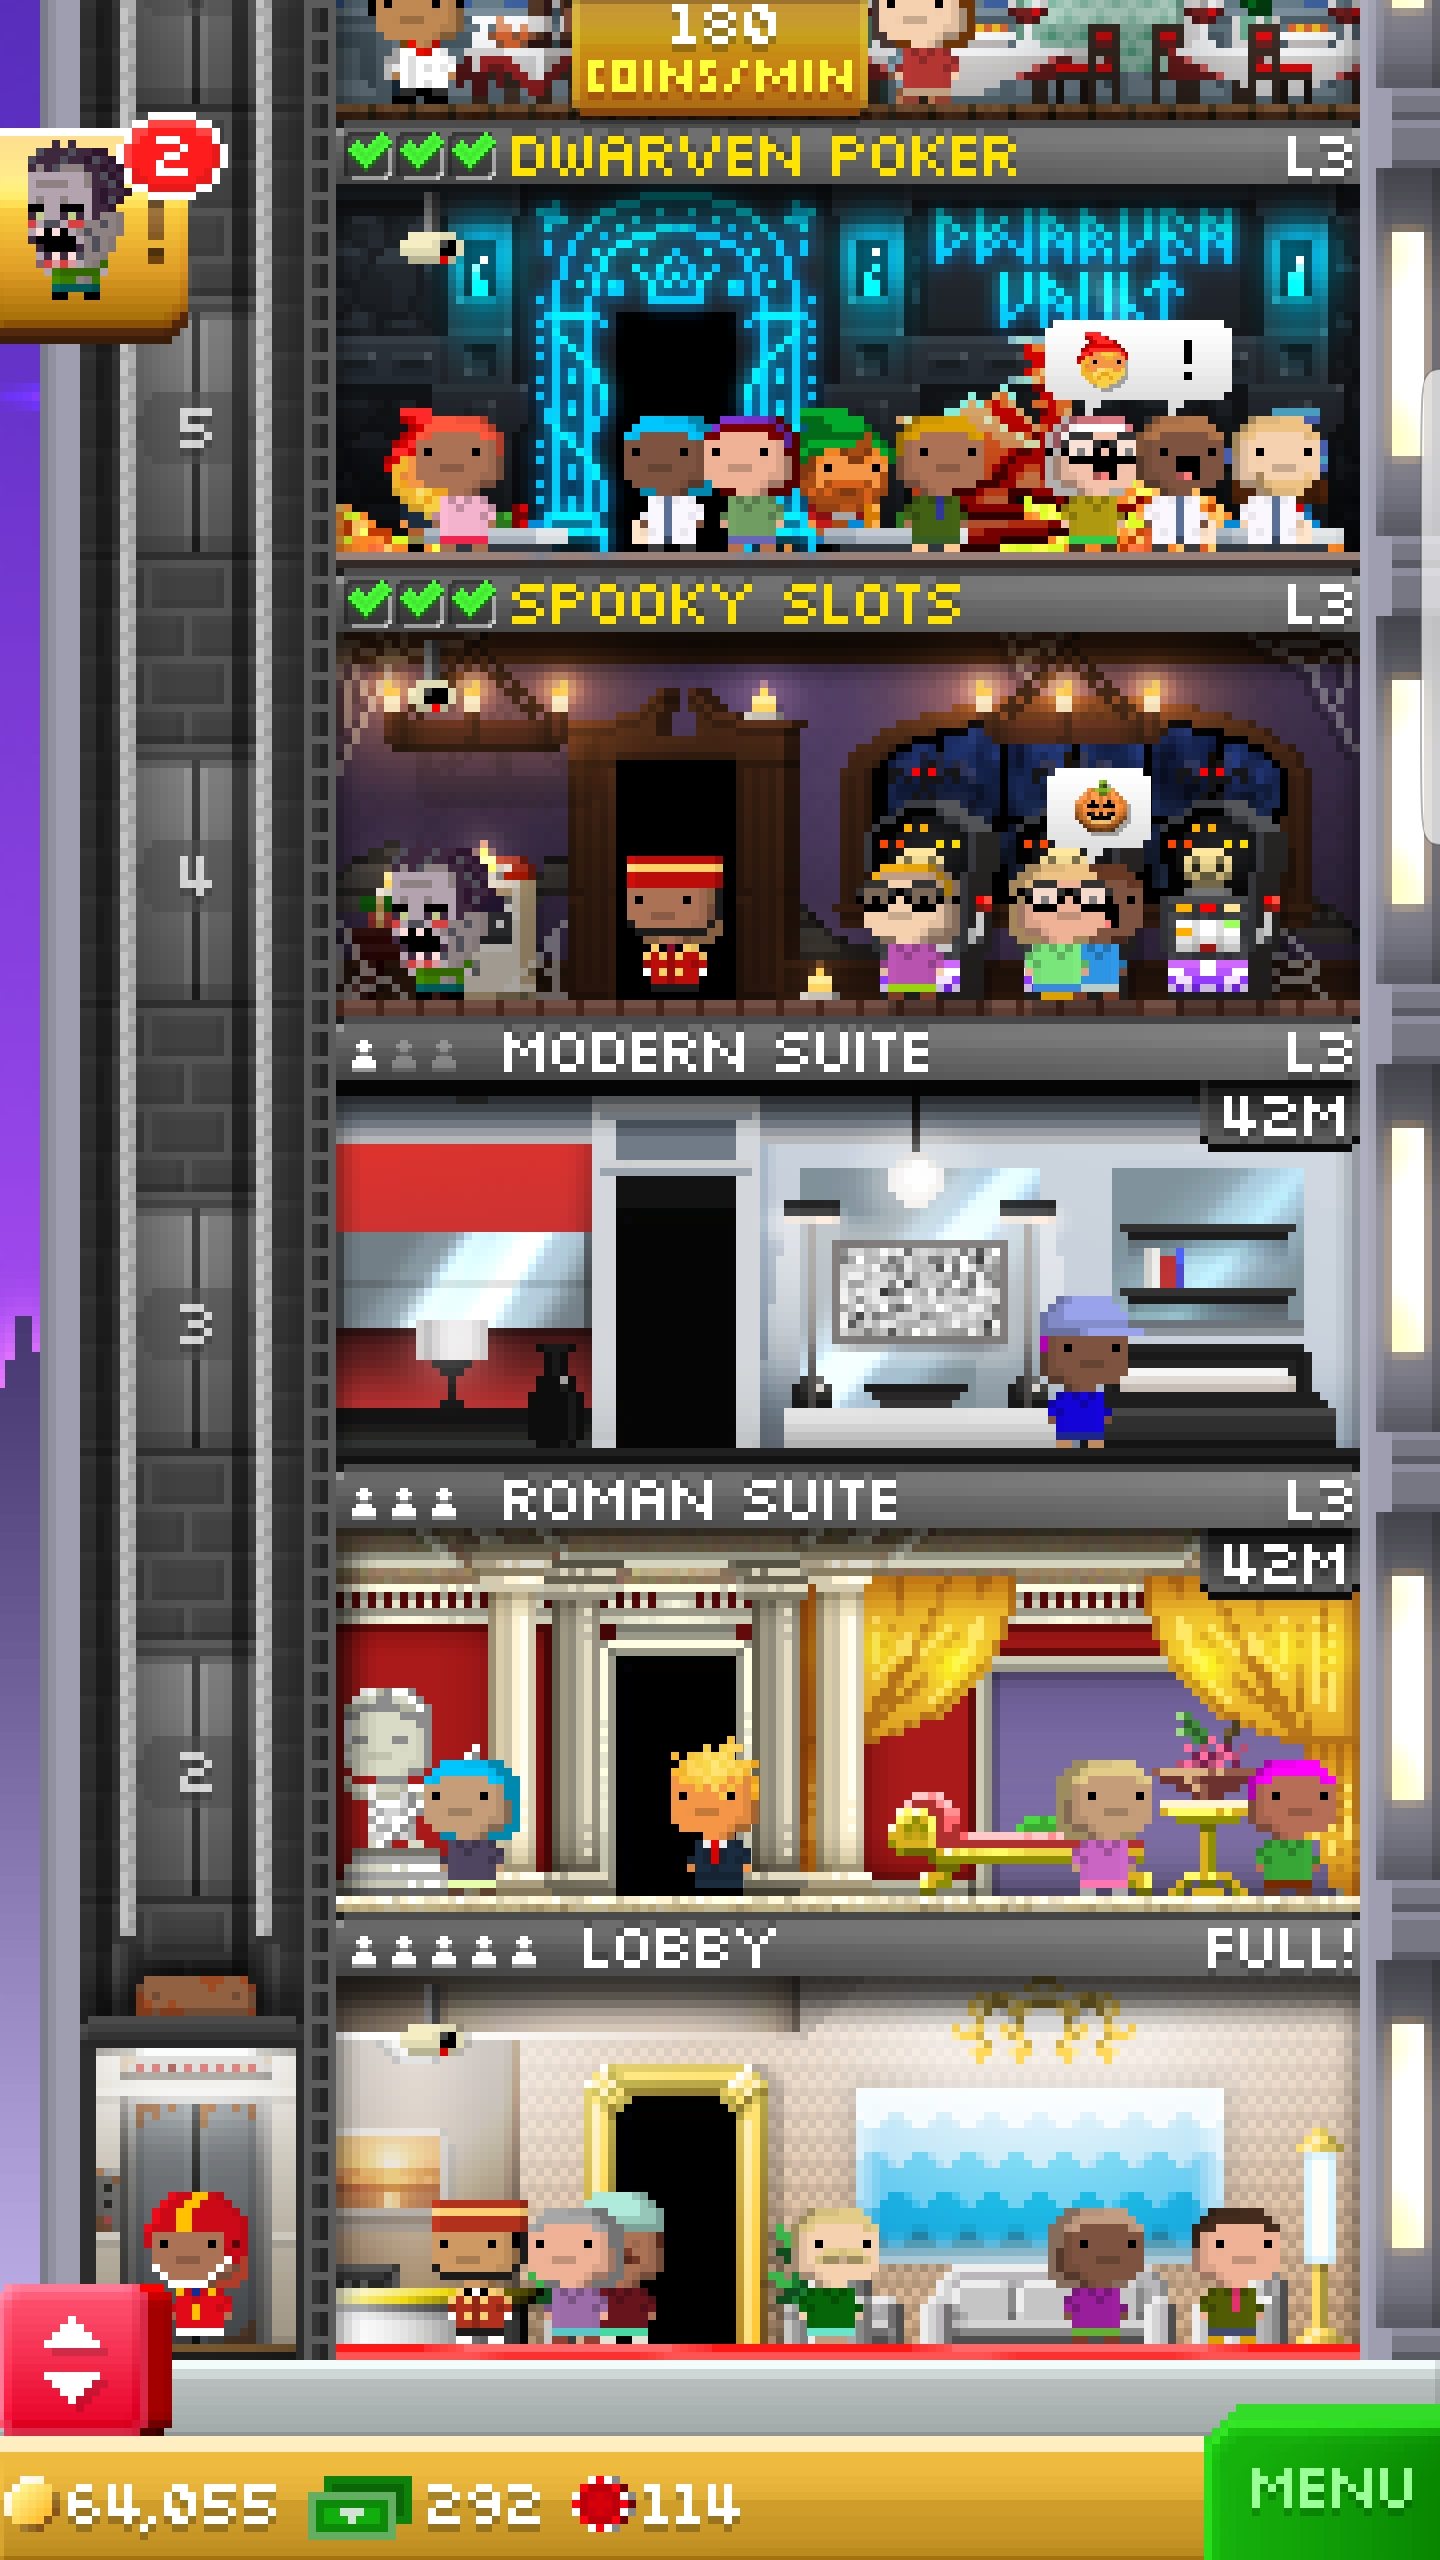 180
COINS/MIN
2
!
DWARVEN POKER L3
DWARVEN
VAULT
!
5
SPOOKY SLOTS L3
4
MODERN SUITE L3
42M
3
ROMAN SUITE L3
42M
2
LOBBY FULL!
64,055 292 114
MENU